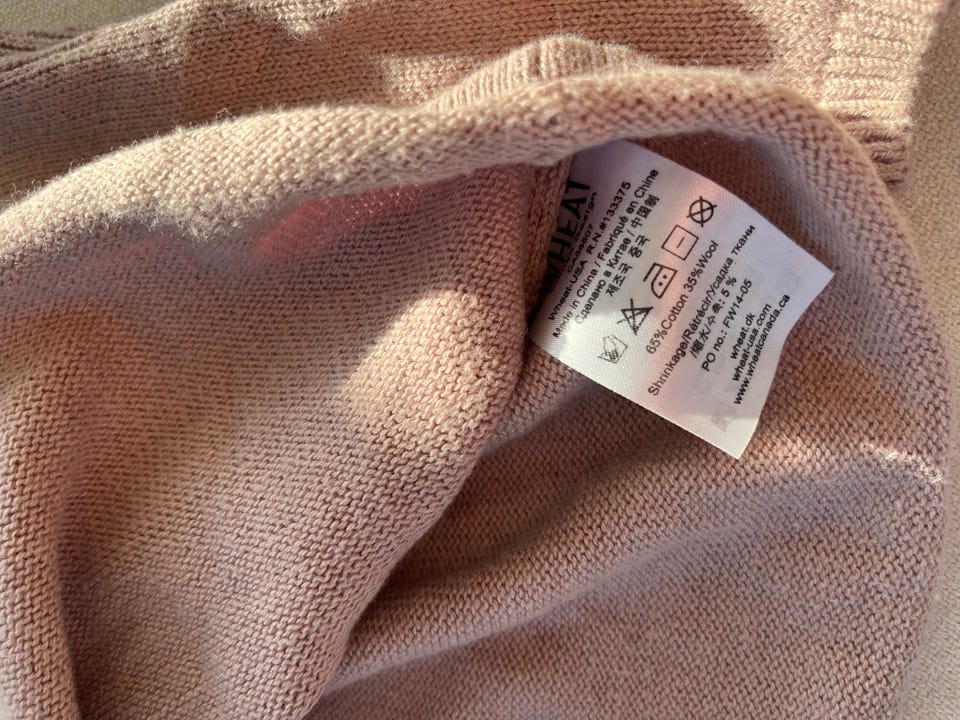 WHEAT
Wheat-USA R.N.#133375
Made in China / Fabriqué en Chine
Сделано в Китае / 中国制
제조국 중국
65%Cotton 35%Wool
Shrinkage/Rétrécir/усадка ткани
/缩水/수축: 5 %
PO no.: FW14-05
wheat.dk
wheat-usa.com
www.wheatcanada.ca